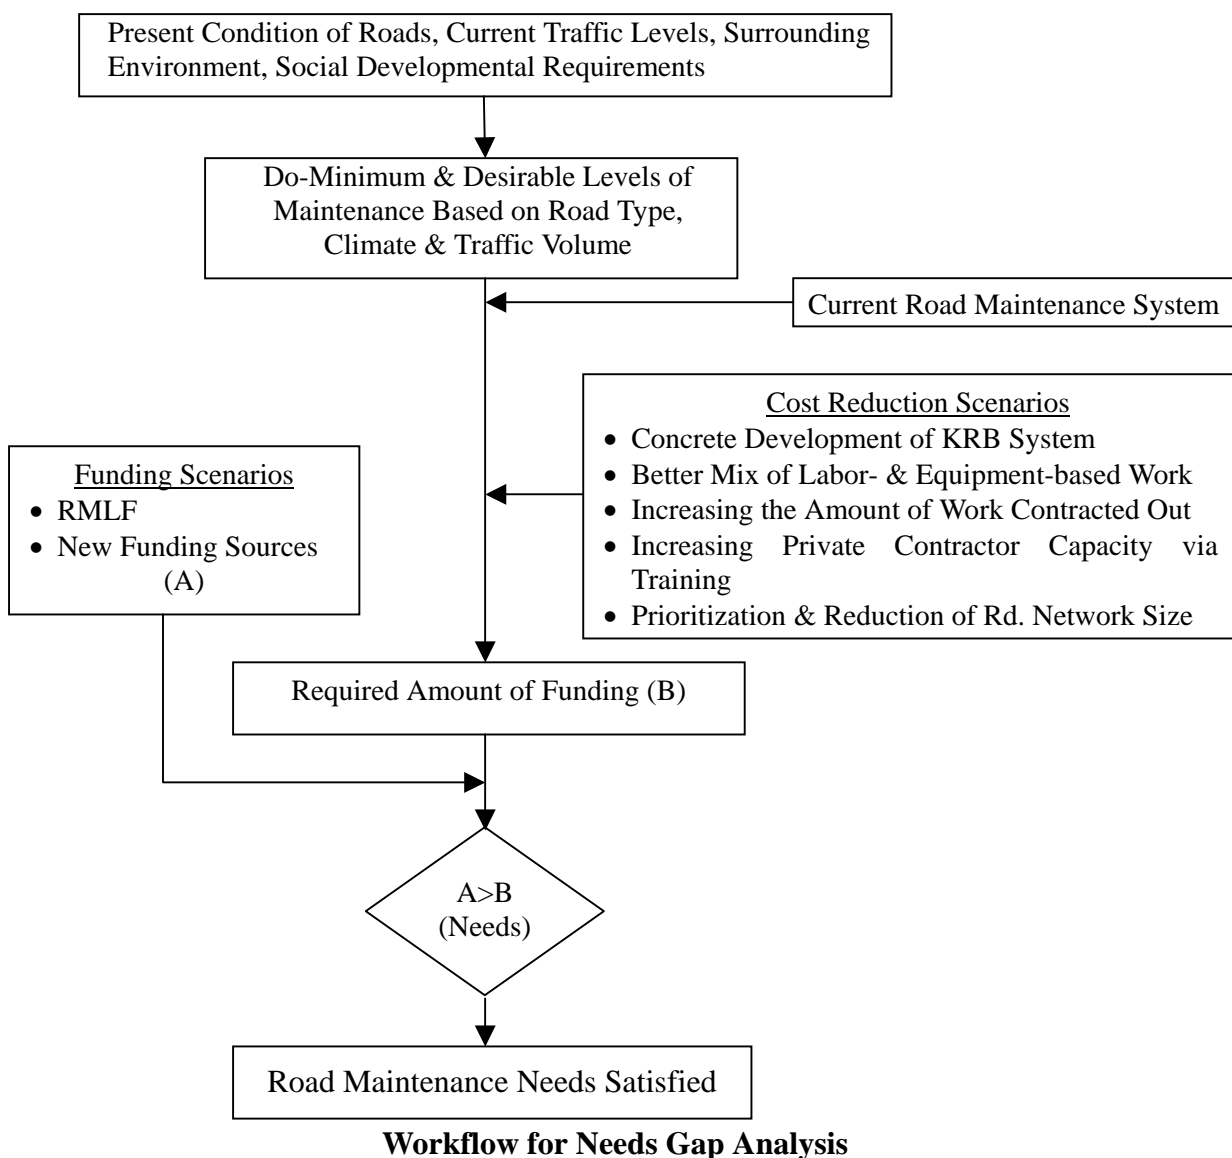 Present Condition of Roads, Current Traffic Levels, Surrounding
Environment, Social Developmental Requirements
Do-Minimum & Desirable Levels of
Maintenance Based on Road Type,
Climate & Traffic Volume
Current Road Maintenance System
Cost Reduction Scenarios
• Concrete Development of KRB System
• Better Mix of Labor- & Equipment-based Work
• Increasing the Amount of Work Contracted Out
• Increasing Private Contractor Capacity via
Training
• Prioritization & Reduction of Rd. Network Size
Funding Scenarios
• RMLF
• New Funding Sources
(A)
Required Amount of Funding (B)
A>B
(Needs)
Road Maintenance Needs Satisfied
Workflow for Needs Gap Analysis